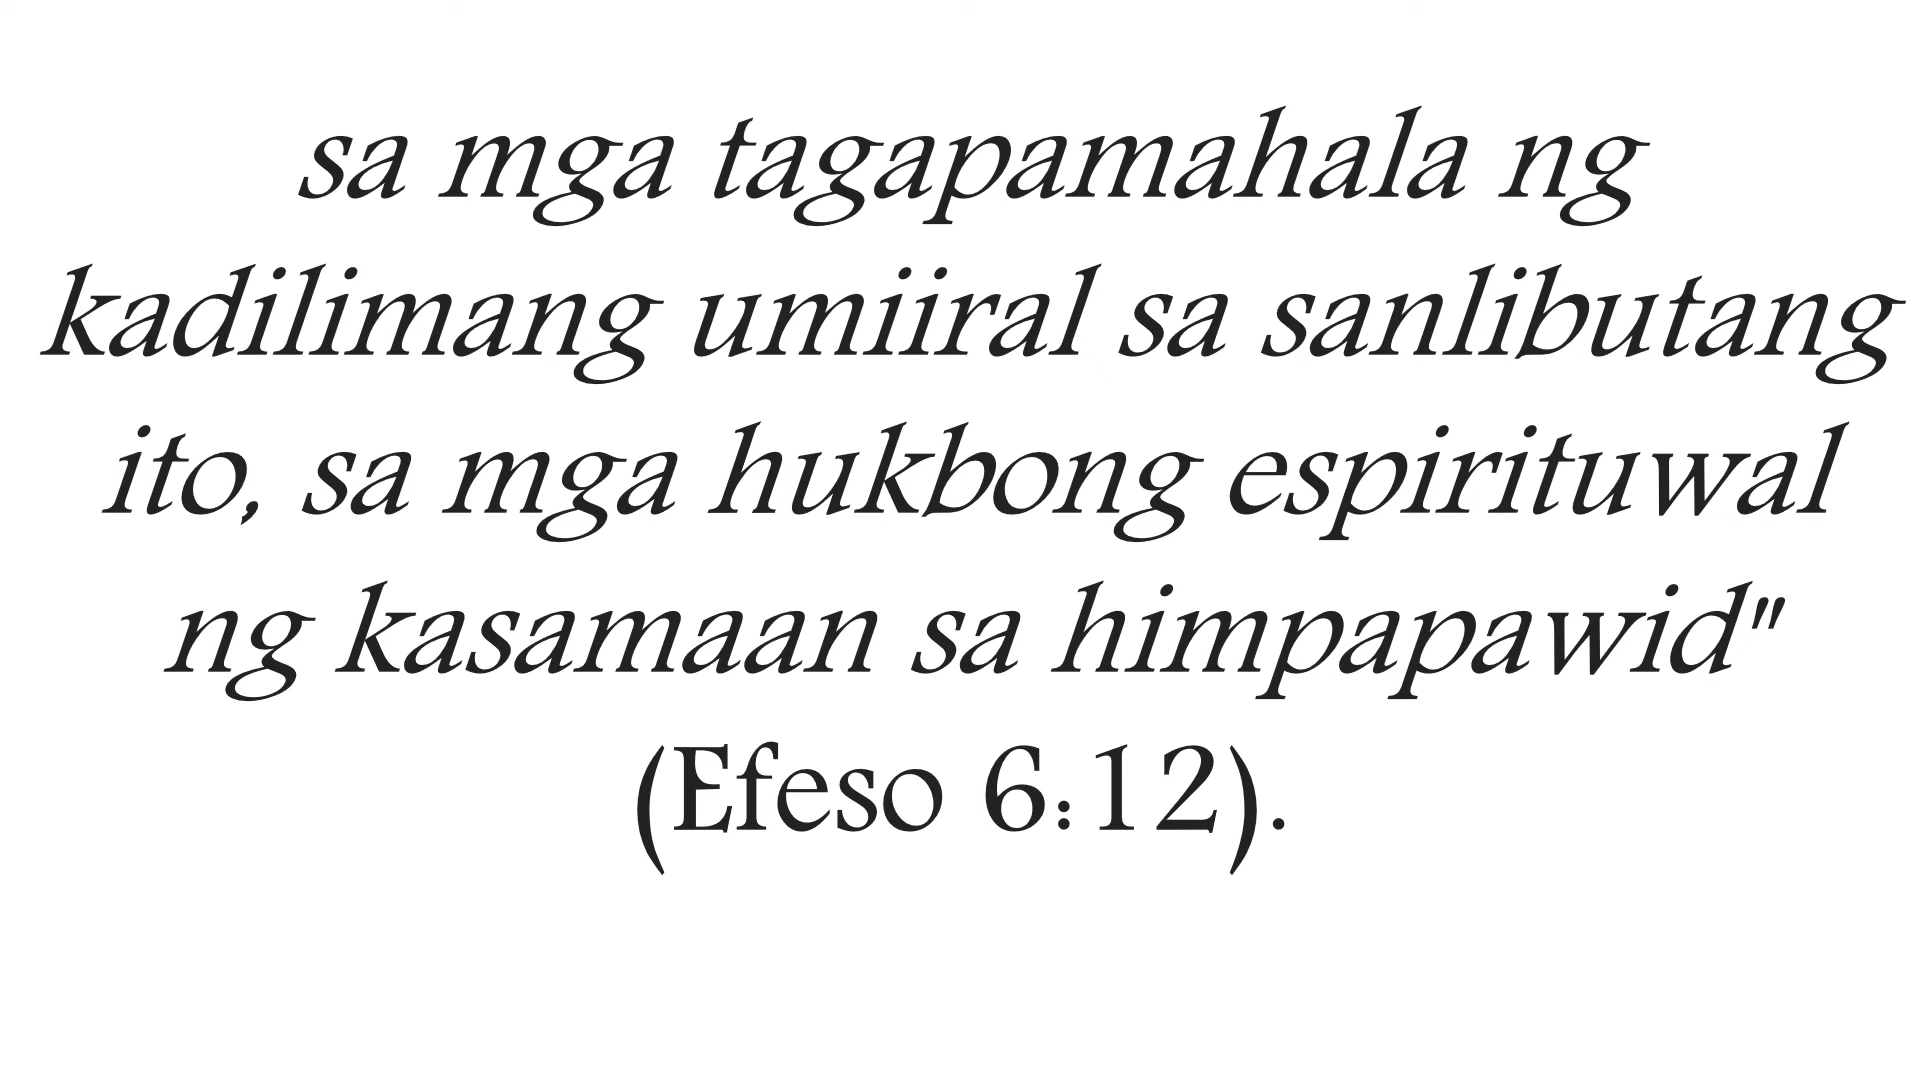 sa mga tagapamahala ng
kadilimang umiiral sa sanlibutang
ito, sa mga hukbong espirituwal
ng kasamaan sa himpapawid"
(Efeso 6:12).